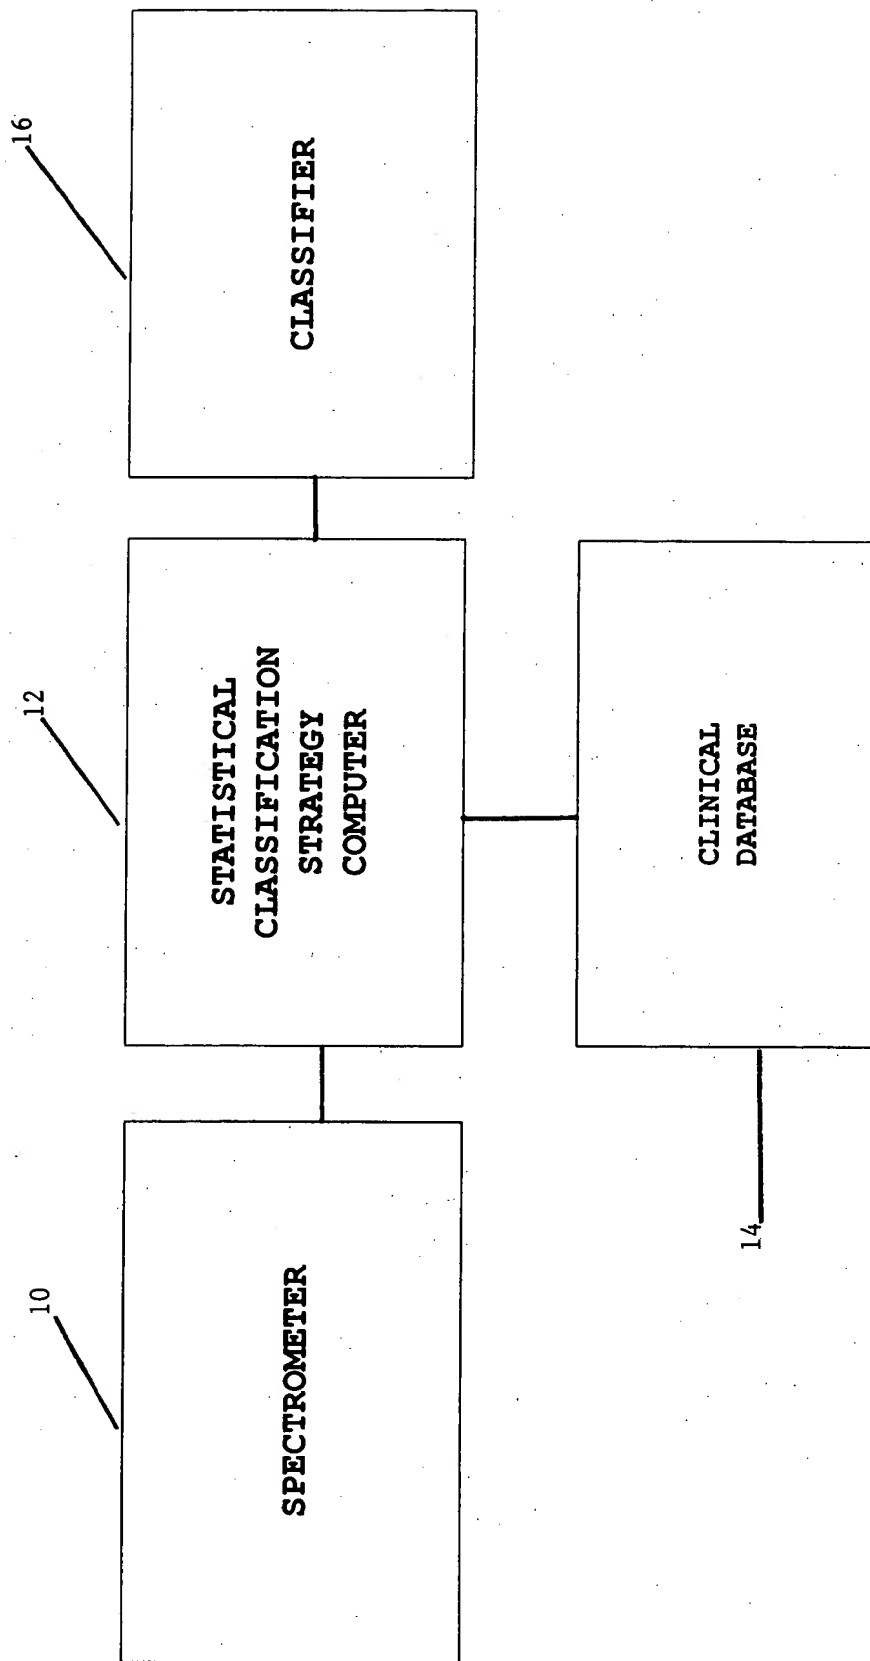 10
12
16
SPECTROMETER
STATISTICAL
CLASSIFICATION
STRATEGY
COMPUTER
CLASSIFIER
14
CLINICAL
DATABASE